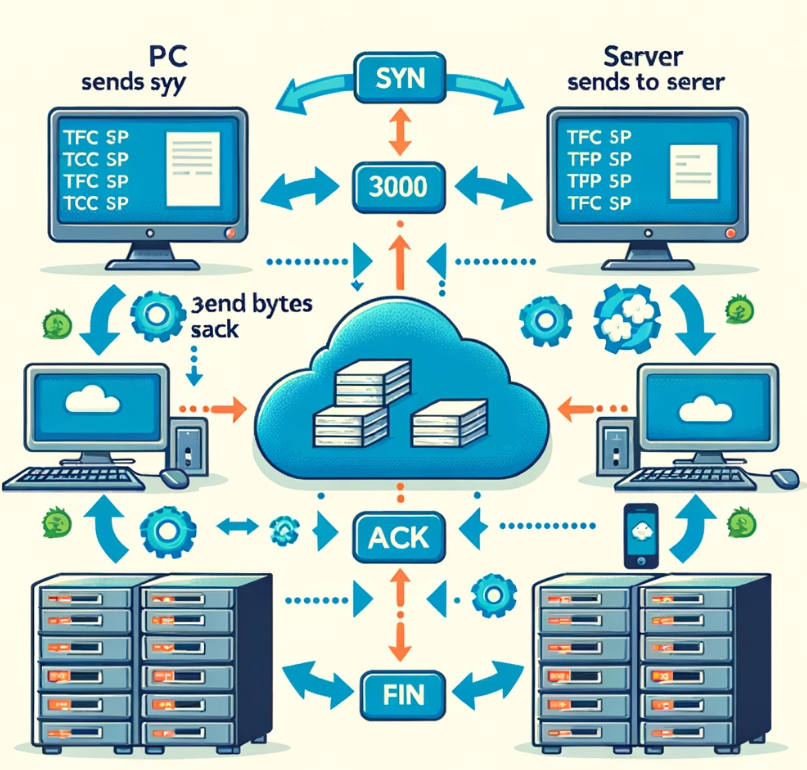 PC
sends syy
SYN
Server
sends to serer
TFC SP
TCC SP
TFC SP
TCC SP
3000
TFC SP
TFP SP
TPP SP
TFC SP
3end bytes
sack
ACK
FIN